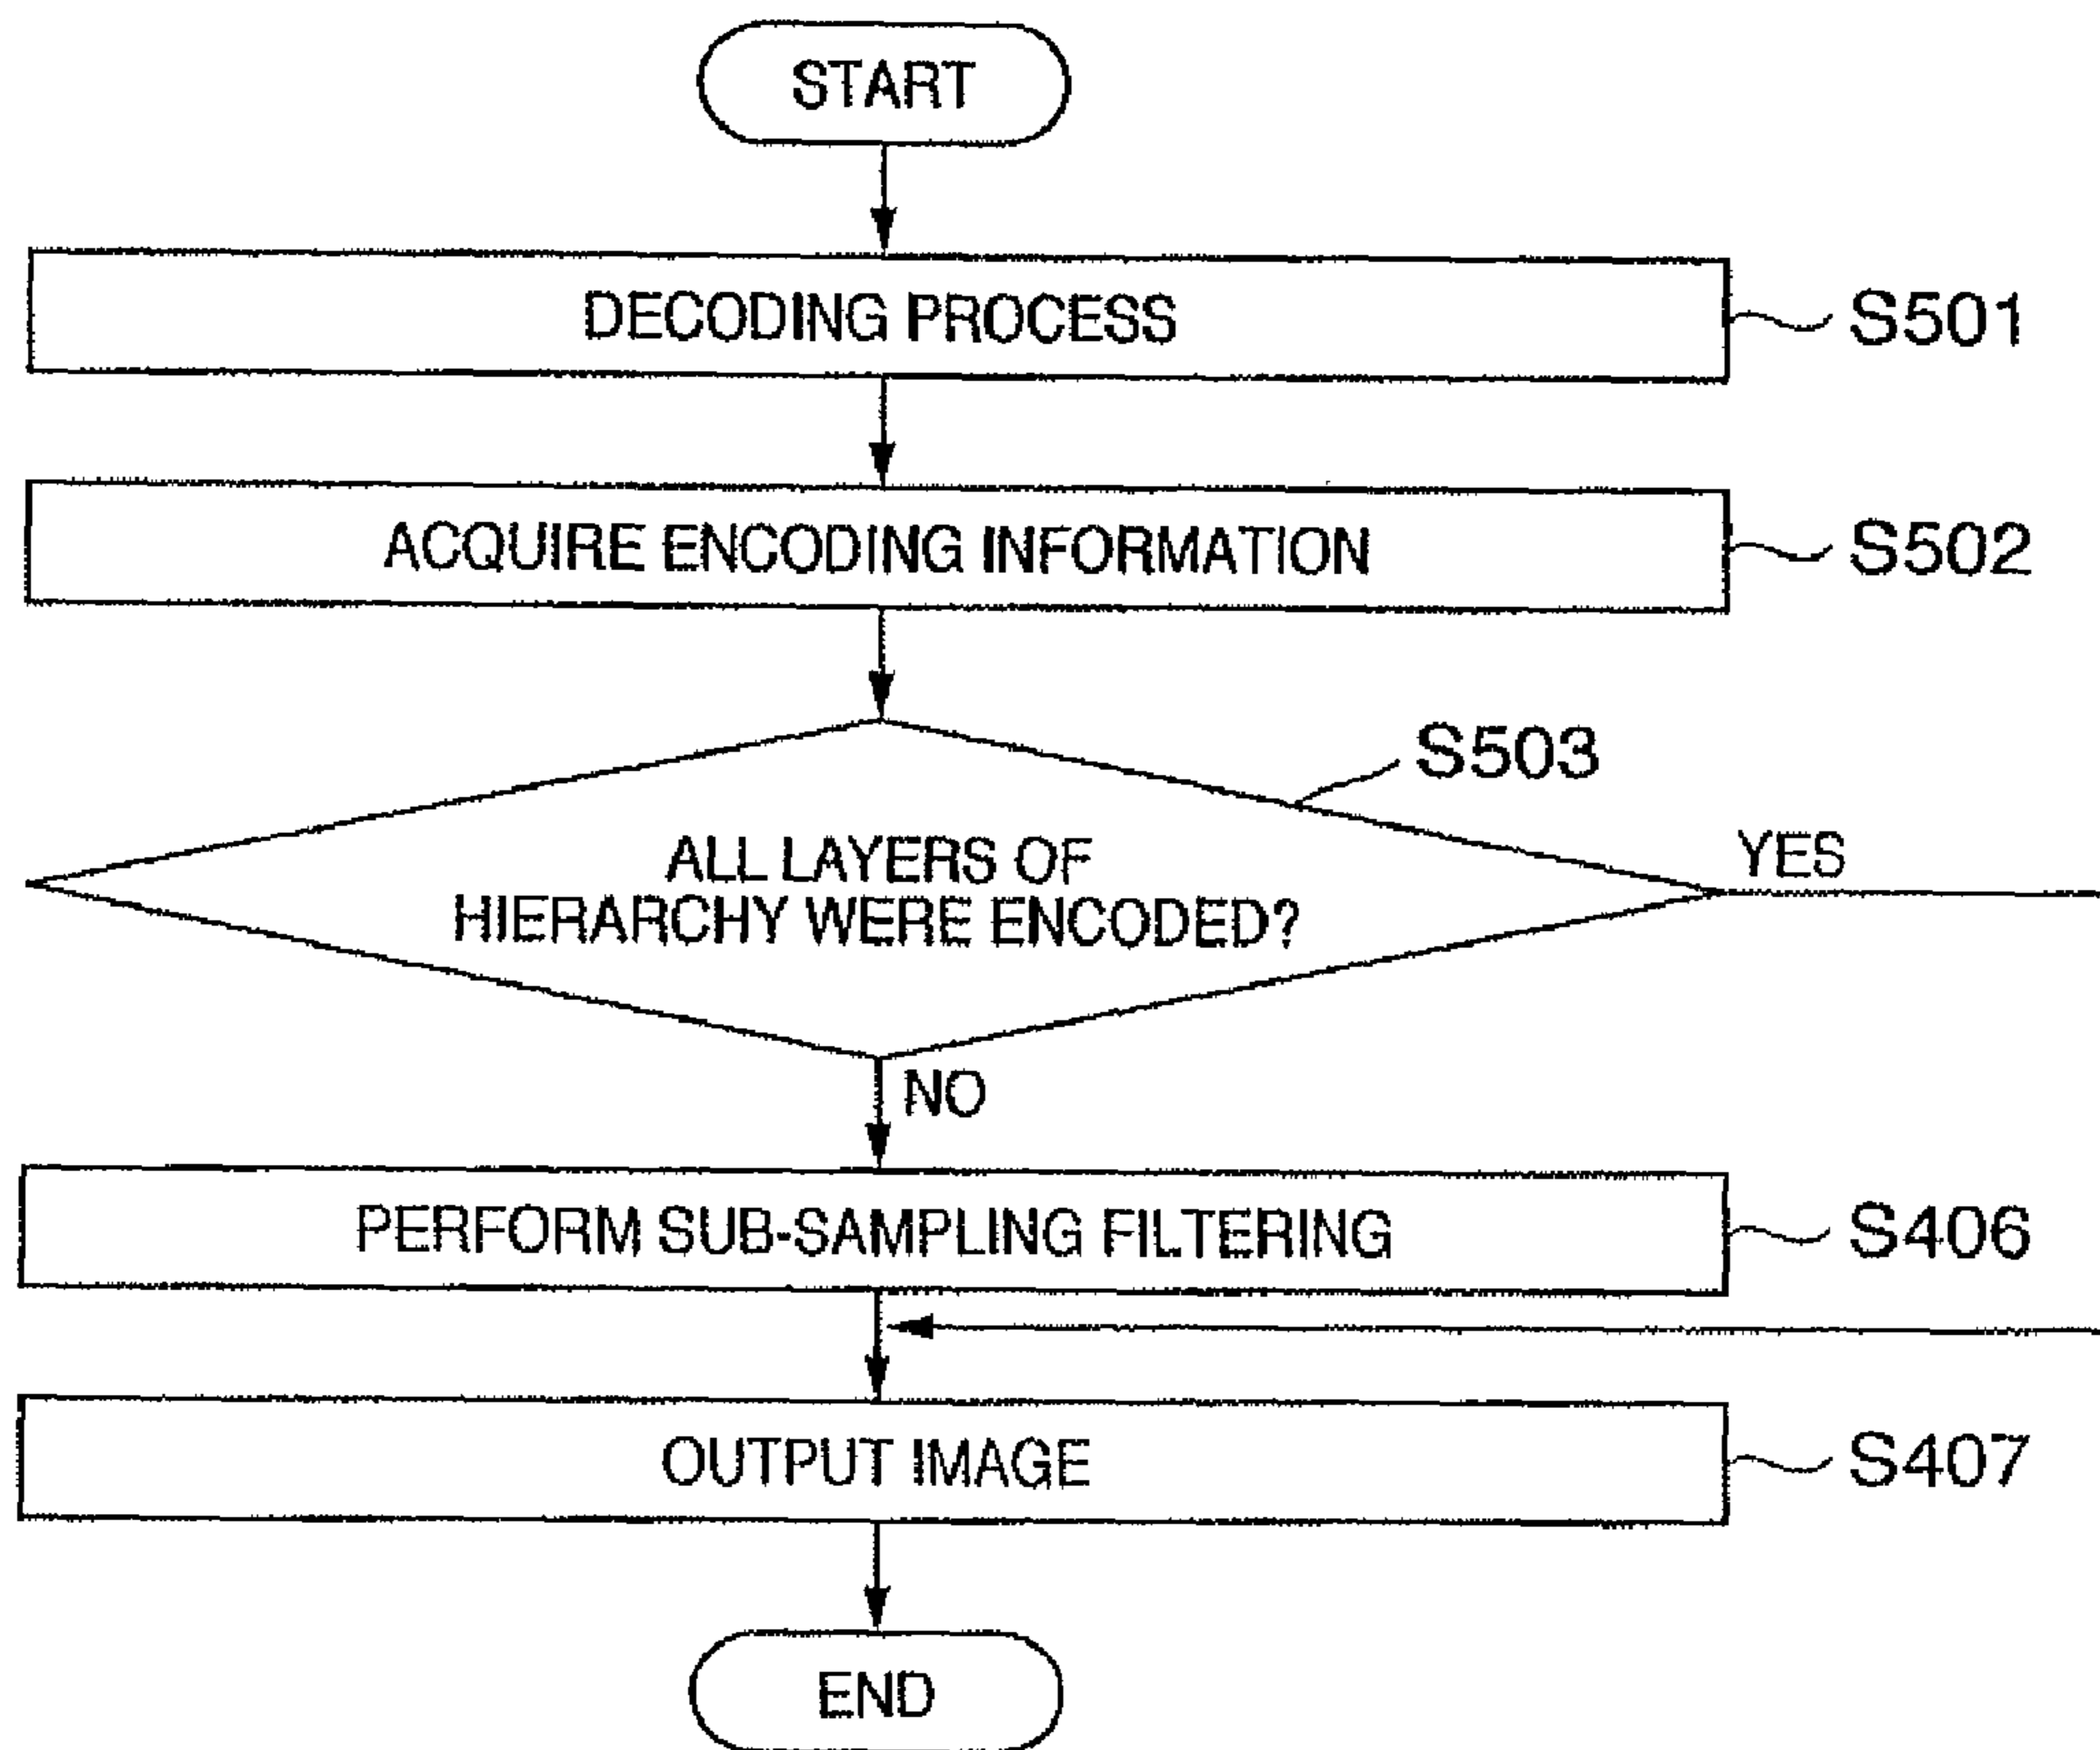 START
DECODING PROCESS
S501
ACQUIRE ENCODING INFORMATION
S502
S503
ALL LAYERS OF
HIERARCHY WERE ENCODED?
YES
NO
PERFORM SUB-SAMPLING FILTERING
S406
OUTPUT IMAGE
S407
END